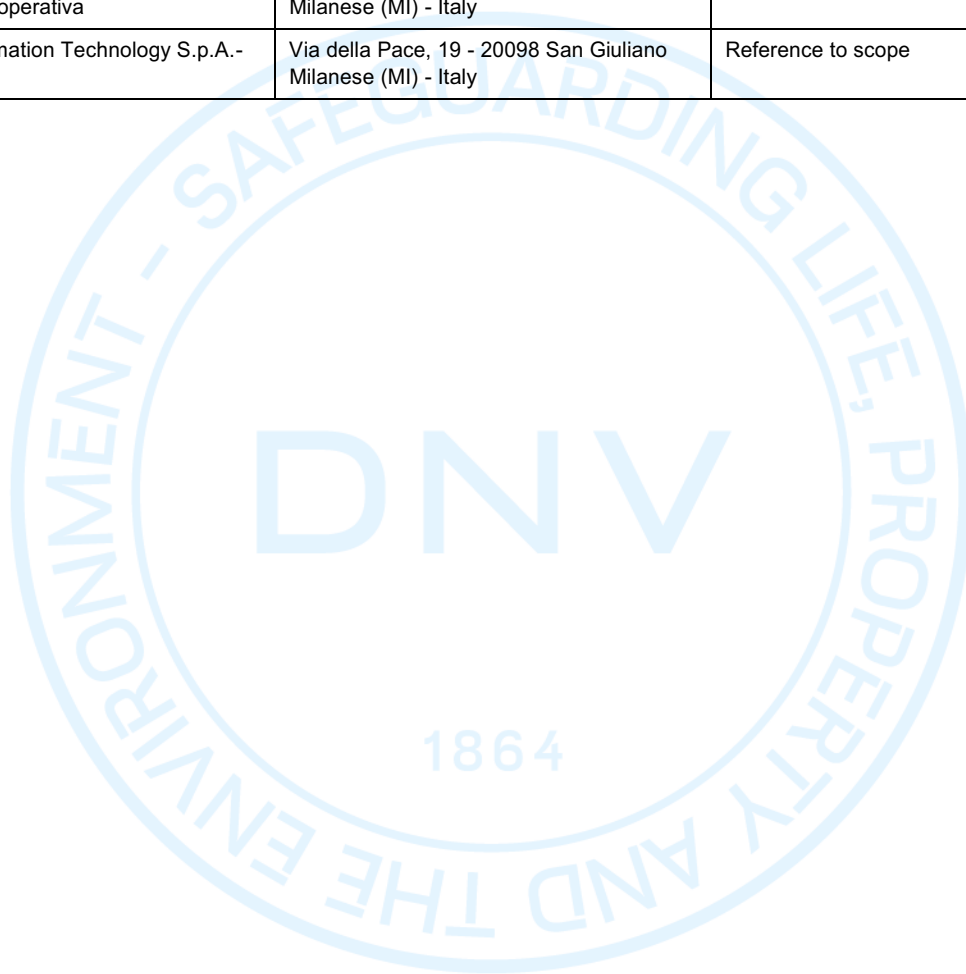 operativa
Milanese (MI) - Italy
mation Technology S.p.A.-
Via della Pace, 19 - 20098 San Giuliano
Milanese (MI) - Italy
Reference to scope
SAFEGUARDING LIFE, PROPERTY AND THE ENVIRONMENT -
DNV
1864